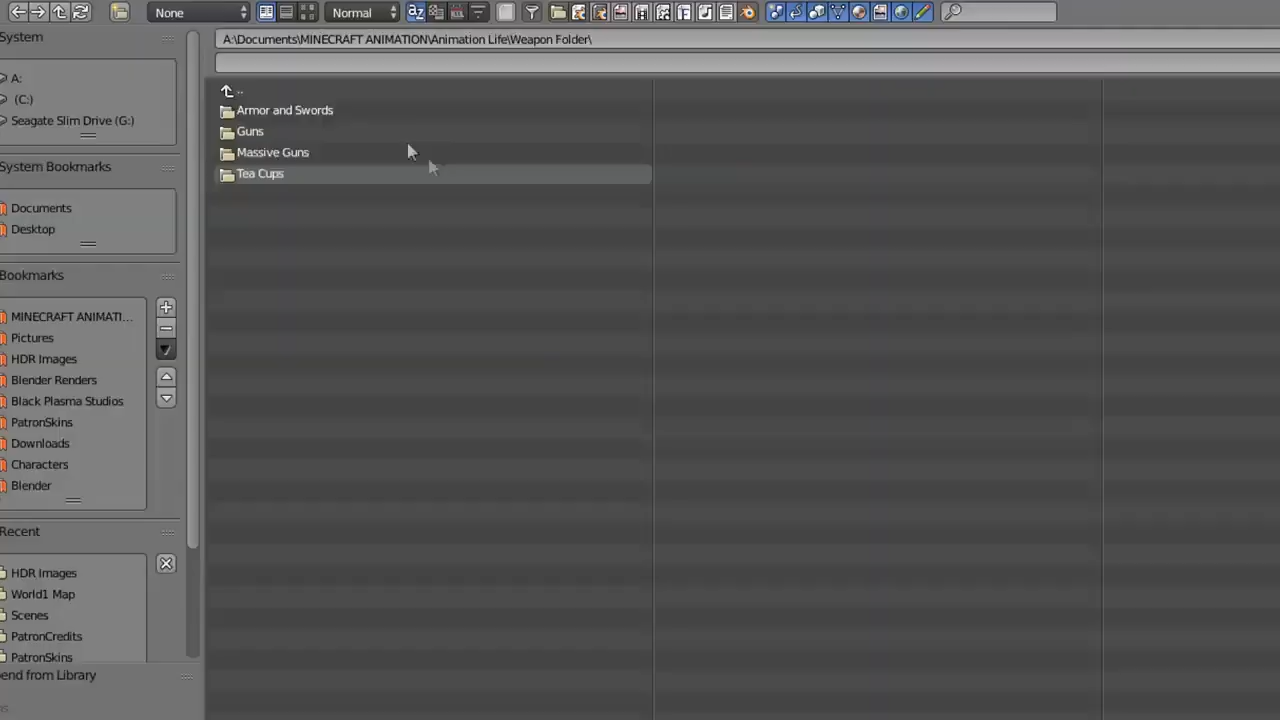 None
Normal
A:\Documents\MINECRAFT ANIMATION\Animation Life\Weapon Folder\
System
A:
(C:)
Seagate Slim Drive (G:)
System Bookmarks
Documents
Desktop
Bookmarks
MINECRAFT ANIMATI...
Pictures
HDR Images
Blender Renders
Black Plasma Studios
PatronSkins
Downloads
Characters
Blender
Recent
HDR Images
World1 Map
Scenes
PatronCredits
PatronSkins
end from Library
..
Armor and Swords
Guns
Massive Guns
Tea Cups